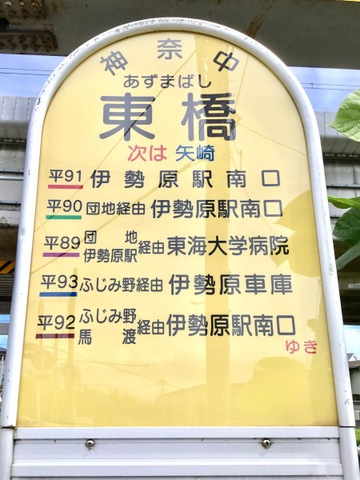 神奈中
あずまばし
東橋
次は 矢崎
平91 伊勢原駅南口
平90 団地経由 伊勢原駅南口
平89 団地 伊勢原駅 経由 東海大学病院
平93 ふじみ野経由 伊勢原車庫
平92 ふじみ野 馬渡 経由 伊勢原駅南口
ゆき